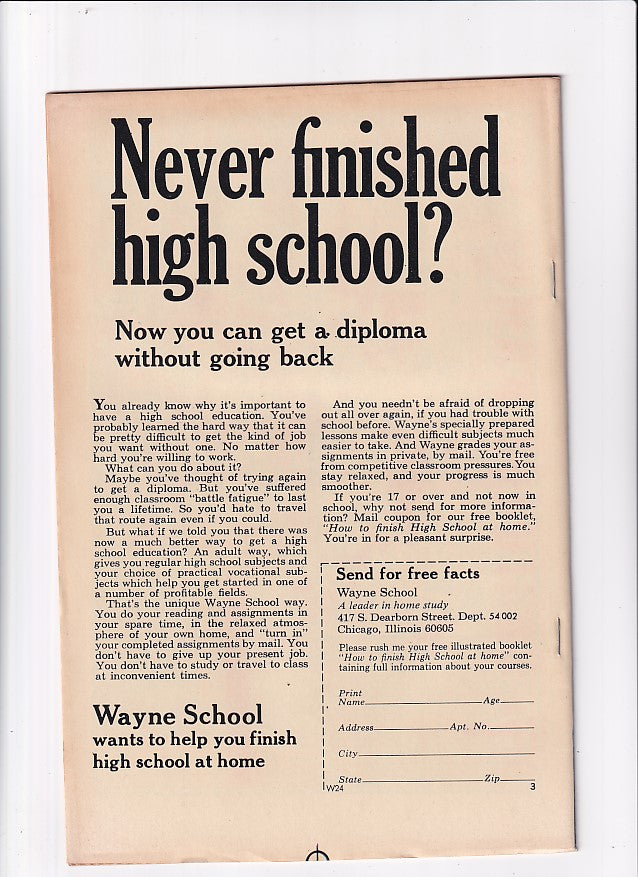 Never finished
high school?
Now you can get a diploma
without going back
You already know why it's important to
have a high school education. You've
probably learned the hard way that it can
be pretty difficult to get the kind of job
you want without one. No matter how
hard you're willing to work.
What can you do about it?
Maybe you've thought of trying again
to get a diploma. But you've suffered
enough classroom "battle fatigue" to last
you a lifetime. So you'd hate to travel
that route again even if you could.
But what if we told you that there was
now a much better way to get a high
school education? An adult way, which
gives you regular high school subjects and
your choice of practical vocational sub-
jects which help you get started in one of
a number of profitable fields.
That's the unique Wayne School way.
You do your reading and assignments in
your spare time, in the relaxed atmos-
phere of your own home, and "turn in"
your completed assignments by mail. You
don't have to give up your present job.
You don't have to study or travel to class
at inconvenient times.
Wayne School
wants to help you finish
high school at home
And you needn't be afraid of dropping
out all over again, if you had trouble with
school before. Wayne's specially prepared
lessons make even difficult subjects much
easier to take. And Wayne grades your as-
signments in private, by mail. You're free
from competitive classroom pressures. You
stay relaxed, and your progress is much
smoother.
If you're 17 or over and not now in
school, why not send for more informa-
tion? Mail coupon for our free booklet,
"How to finish High School at home."
You're in for a pleasant surprise.
Send for free facts
Wayne School
A leader in home study
417 S. Dearborn Street. Dept. 54 002
Chicago, Illinois 60605
Please rush me your free illustrated booklet
"How to finish High School at home" con-
taining full information about your courses.
Print
Name Age
Address Apt. No.
City
State Zip
W24 3